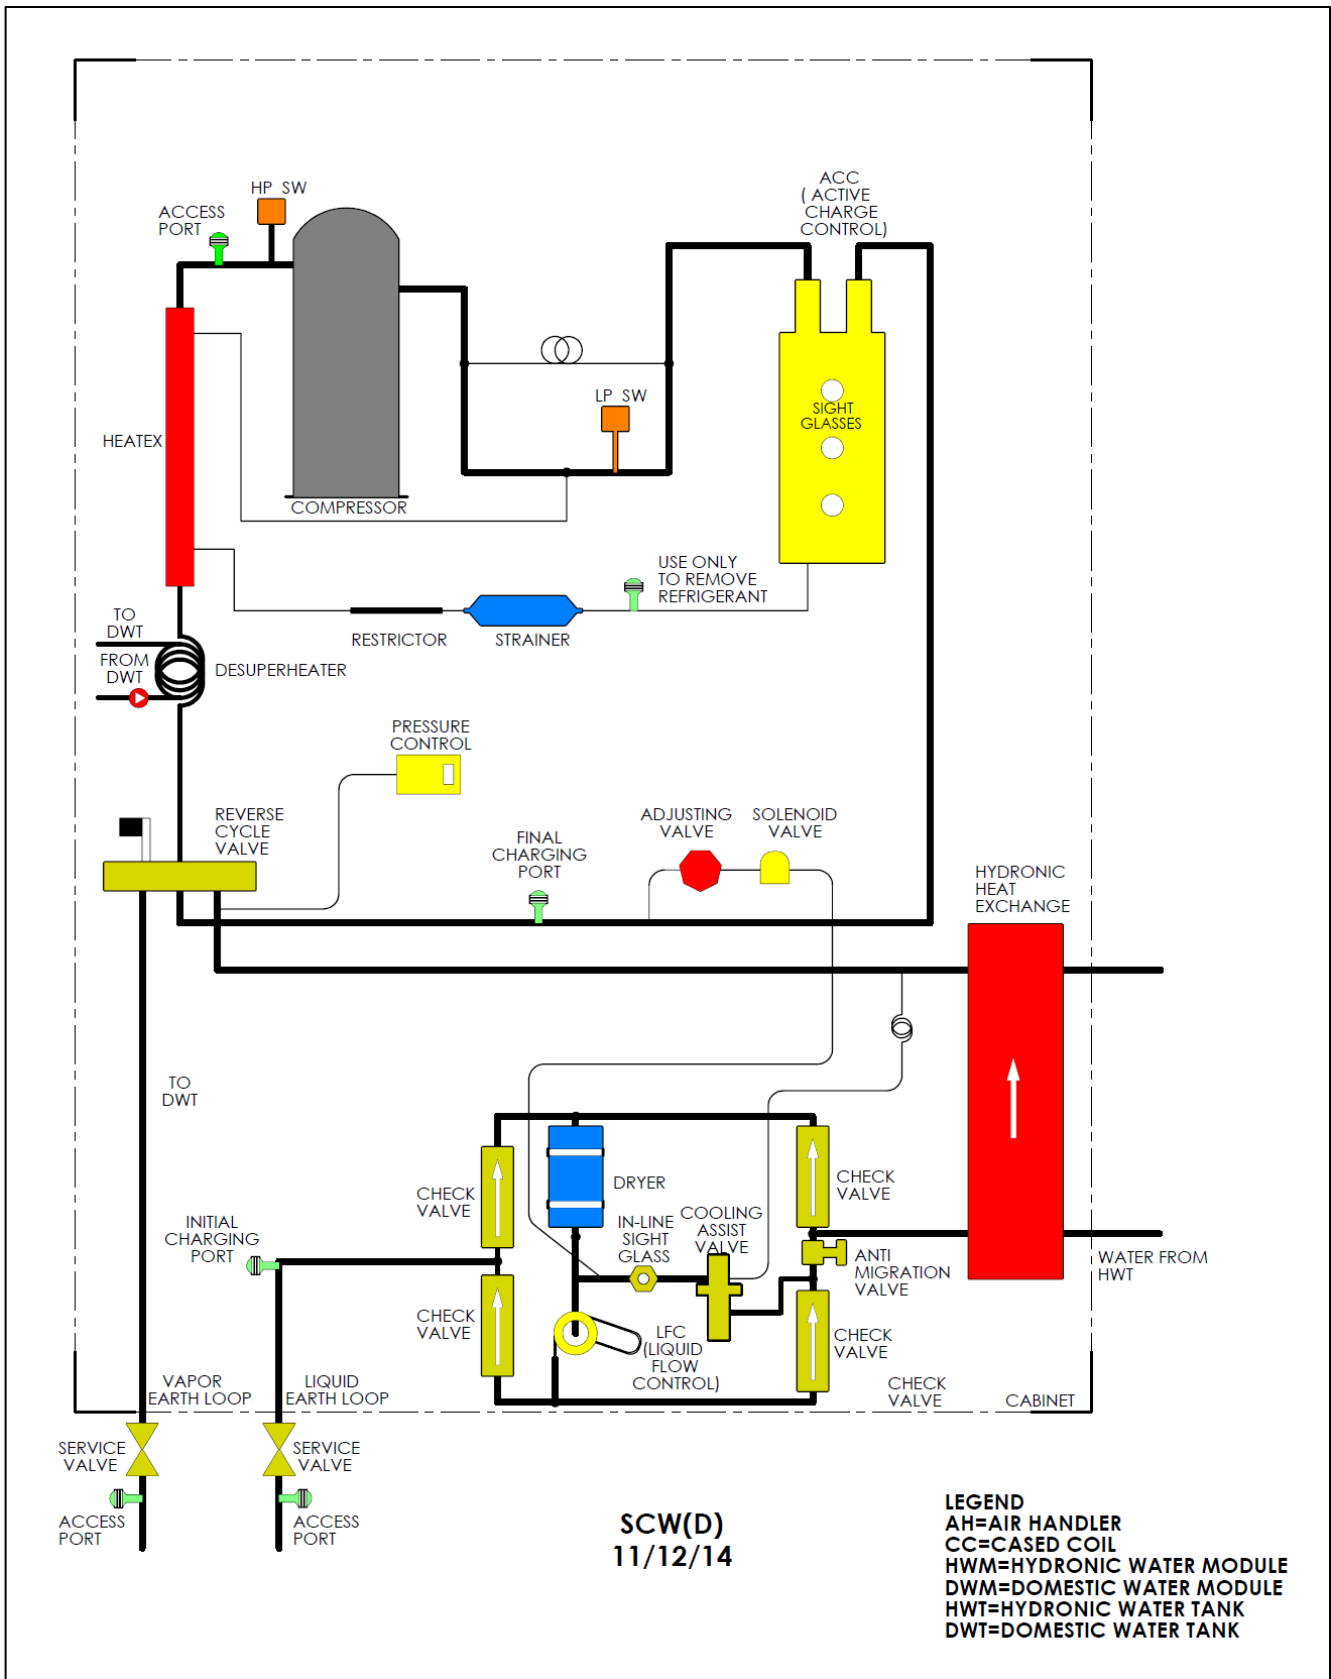 ACC
( ACTIVE
CHARGE
CONTROL)
HP  SW
ACCESS
PORT
LP  SW
SIGHT
GLASSES
HEATEX
COMPRESSOR
USE ONLY
TO REMOVE
REFRIGERANT
RESTRICTOR
STRAINER
TO
DWT
FROM
DWT
DESUPERHEATER
PRESSURE
CONTROL
REVERSE
CYCLE
VALVE
FINAL
CHARGING
PORT
ADJUSTING
VALVE
SOLENOID
VALVE
HYDRONIC
HEAT
EXCHANGE
TO
DWT
CHECK
VALVE
DRYER
CHECK
VALVE
INITIAL
CHARGING
PORT
IN-LINE
SIGHT
GLASS
COOLING
ASSIST
VALVE
ANTI
MIGRATION
VALVE
WATER FROM
HWT
CHECK
VALVE
LFC
(LIQUID
FLOW
CONTROL)
CHECK
VALVE
VAPOR
EARTH LOOP
LIQUID
EARTH LOOP
CHECK
VALVE
CABINET
SERVICE
VALVE
SERVICE
VALVE
ACCESS
PORT
ACCESS
PORT
SCW(D)
11/12/14
LEGEND
AH=AIR HANDLER
CC=CASED COIL
HWM=HYDRONIC WATER MODULE
DWM=DOMESTIC WATER MODULE
HWT=HYDRONIC WATER TANK
DWT=DOMESTIC WATER TANK